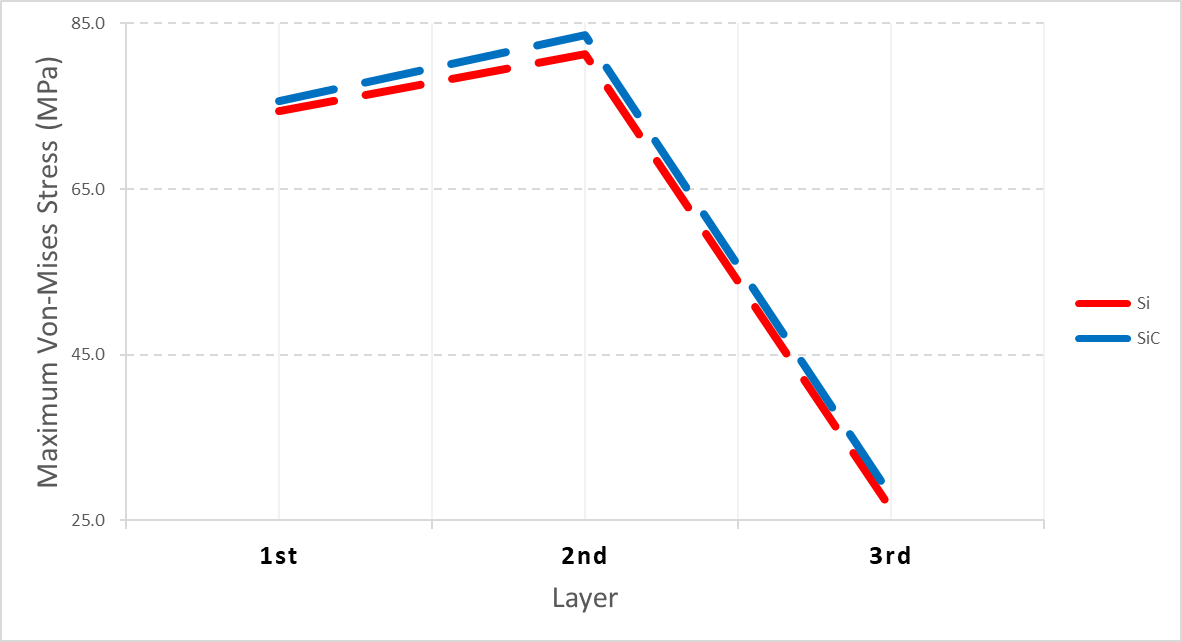 Maximum Von-Mises Stress (MPa)
85.0
65.0
45.0
25.0
1st 2nd 3rd
Layer
Si
SiC